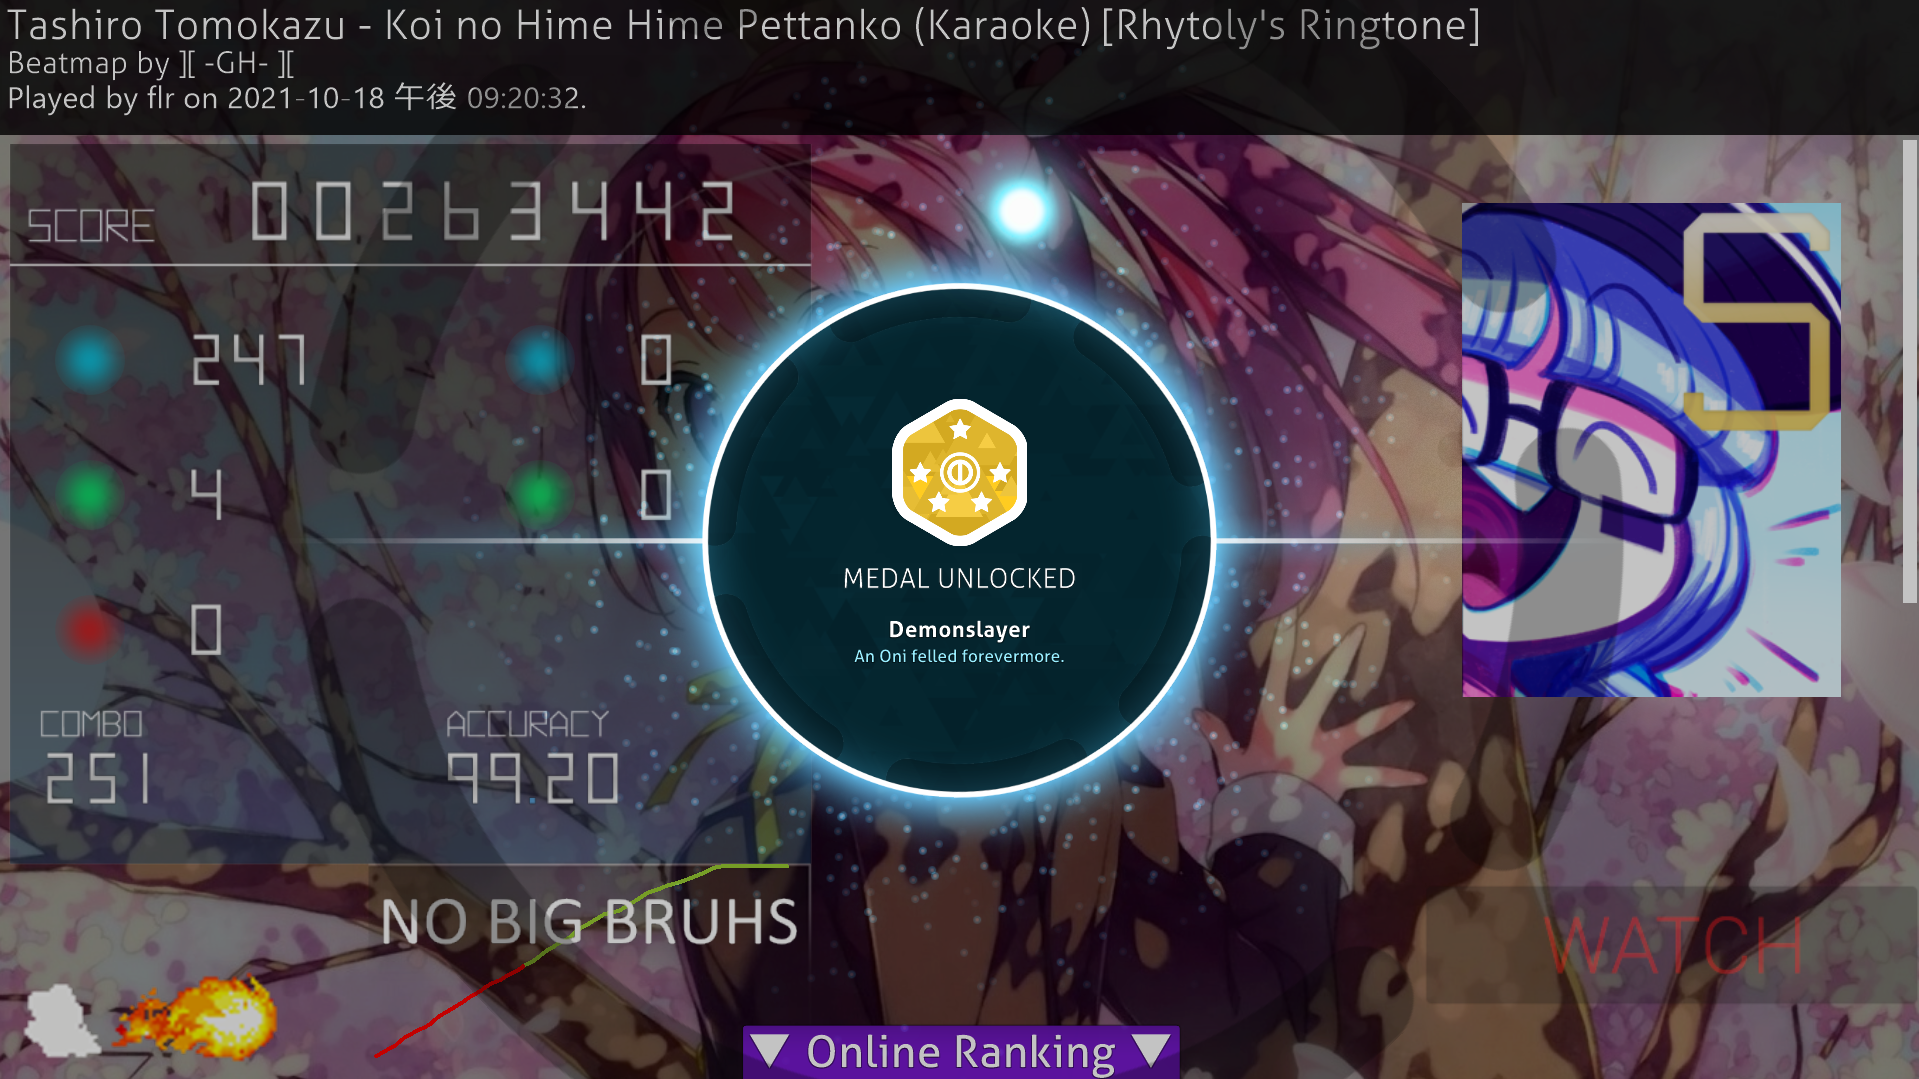 Tashiro Tomokazu - Koi no Hime Hime Pettanko (Karaoke) [Rhytoly's Ringtone]
Beatmap by ][ -GH- ][
Played by flr on 2021-10-18 午後 09:20:32.
SCORE 00263442
S
247 0
4 0
0
COMBO ACCURACY
251 99.20
MEDAL UNLOCKED
Demonslayer
An Oni felled forevermore.
NO BIG BRUHS
WATCH
Online Ranking